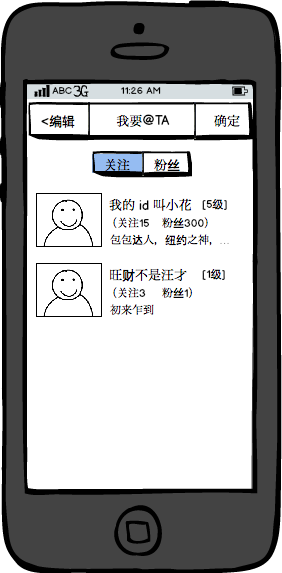 ABC 3G 11:26 AM
<编辑 我要@TA 确定
关注 粉丝
我的 id 叫小花 [5级]
(关注15 粉丝300)
包包达人，纽约之神，...
旺财不是汪才 [1级]
(关注3 粉丝1)
初来乍到